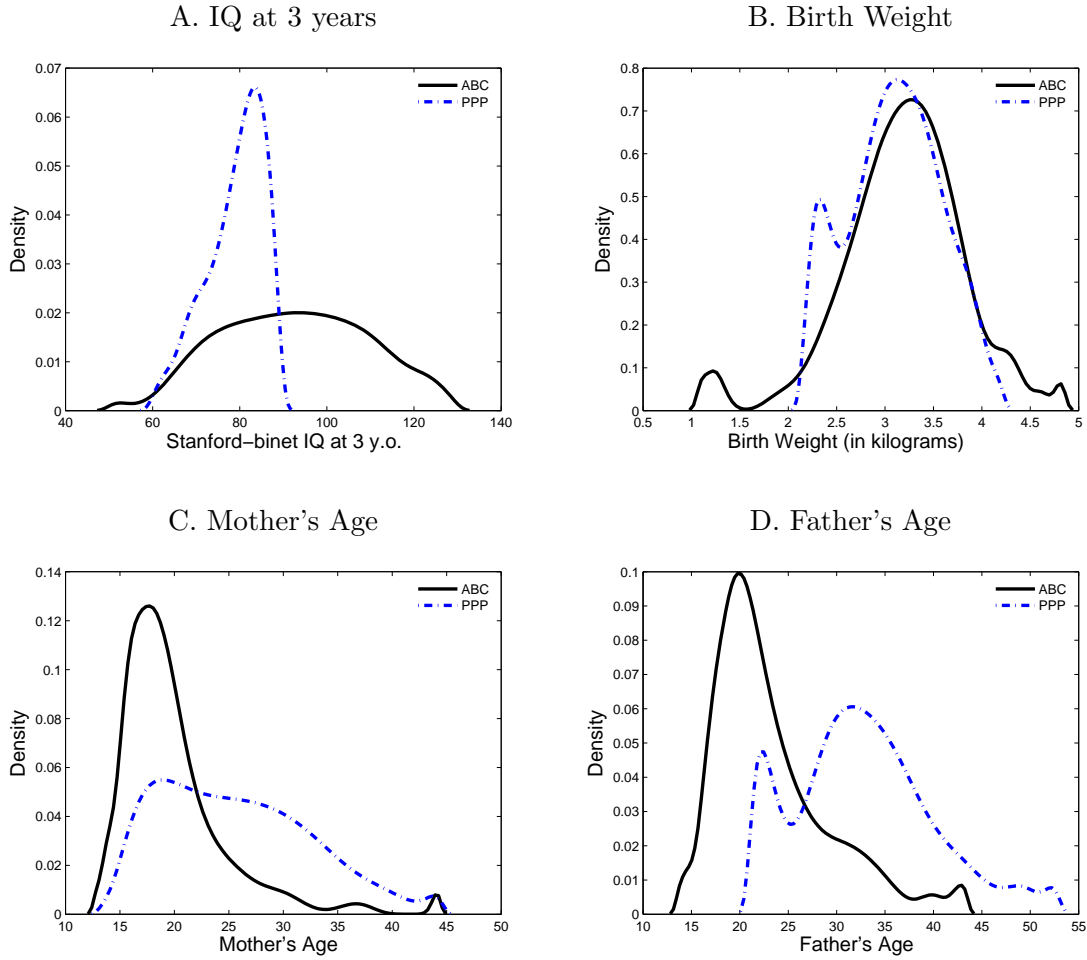 A. IQ at 3 years
0.07
0.06
0.05
0.04
0.03
0.02
0.01
0
Density
ABC
PPP
40 60 80 100 120 140
Stanford−binet IQ at 3 y.o.
B. Birth Weight
0.8
0.7
0.6
0.5
0.4
0.3
0.2
0.1
0
Density
ABC
PPP
0.5 1 1.5 2 2.5 3 3.5 4 4.5 5
Birth Weight (in kilograms)
C. Mother's Age
0.14
0.12
0.1
0.08
0.06
0.04
0.02
0
Density
ABC
PPP
10 15 20 25 30 35 40 45 50
Mother's Age
D. Father's Age
0.1
0.09
0.08
0.07
0.06
0.05
0.04
0.03
0.02
0.01
0
Density
ABC
PPP
10 15 20 25 30 35 40 45 50 55
Father's Age